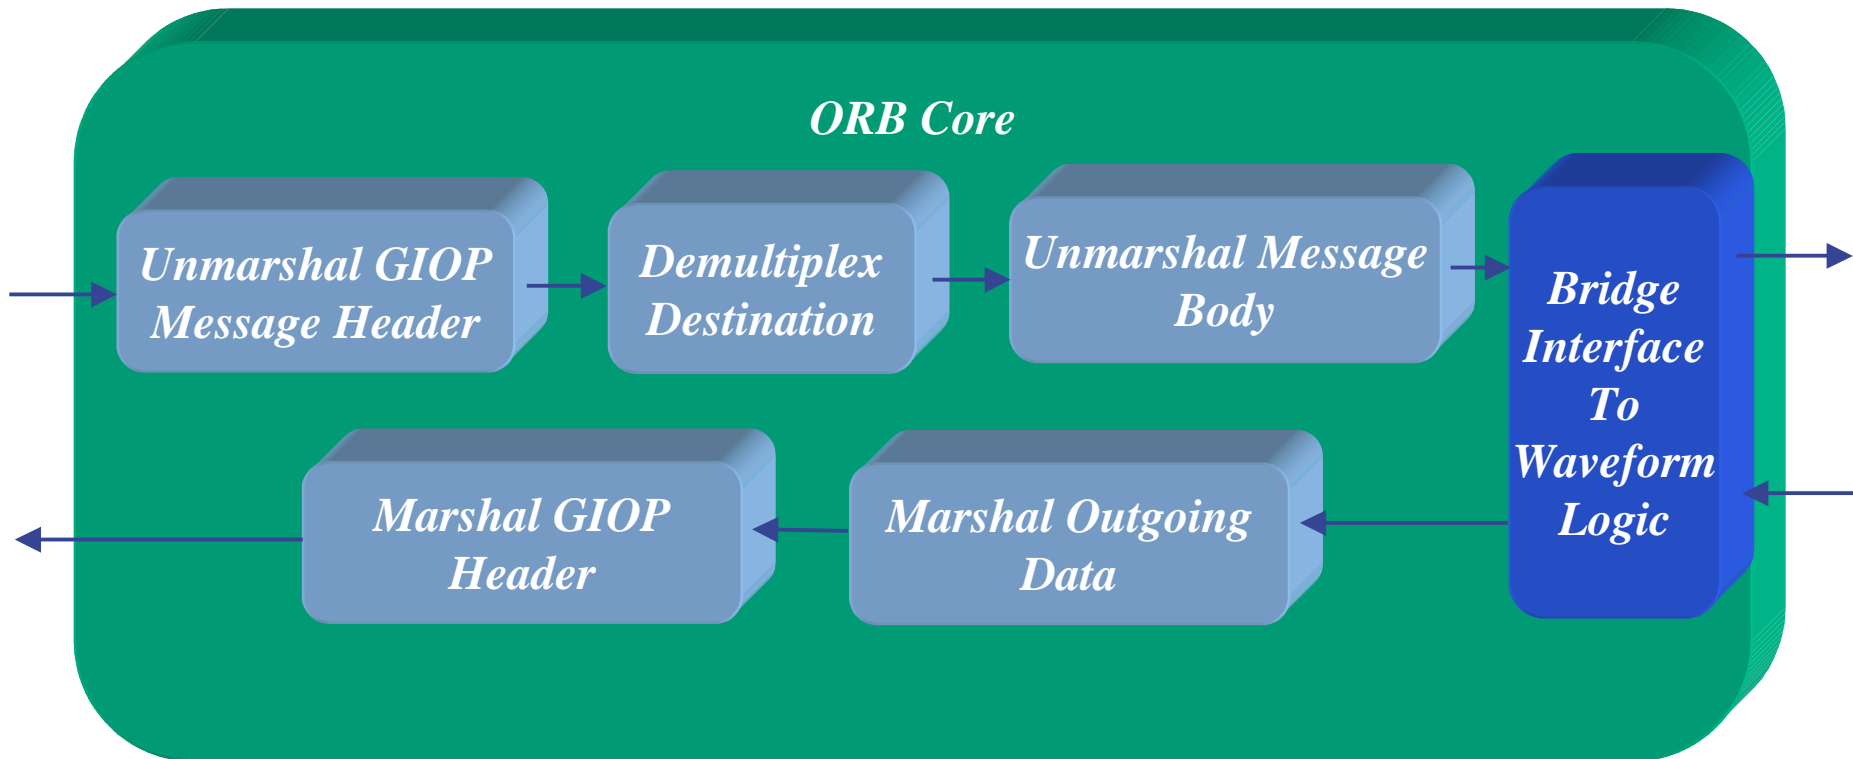 ORB Core
Unmarshal GIOP
Message Header
Demultiplex
Destination
Unmarshal Message
Body
Bridge
Interface
To
Waveform
Logic
Marshal GIOP
Header
Marshal Outgoing
Data